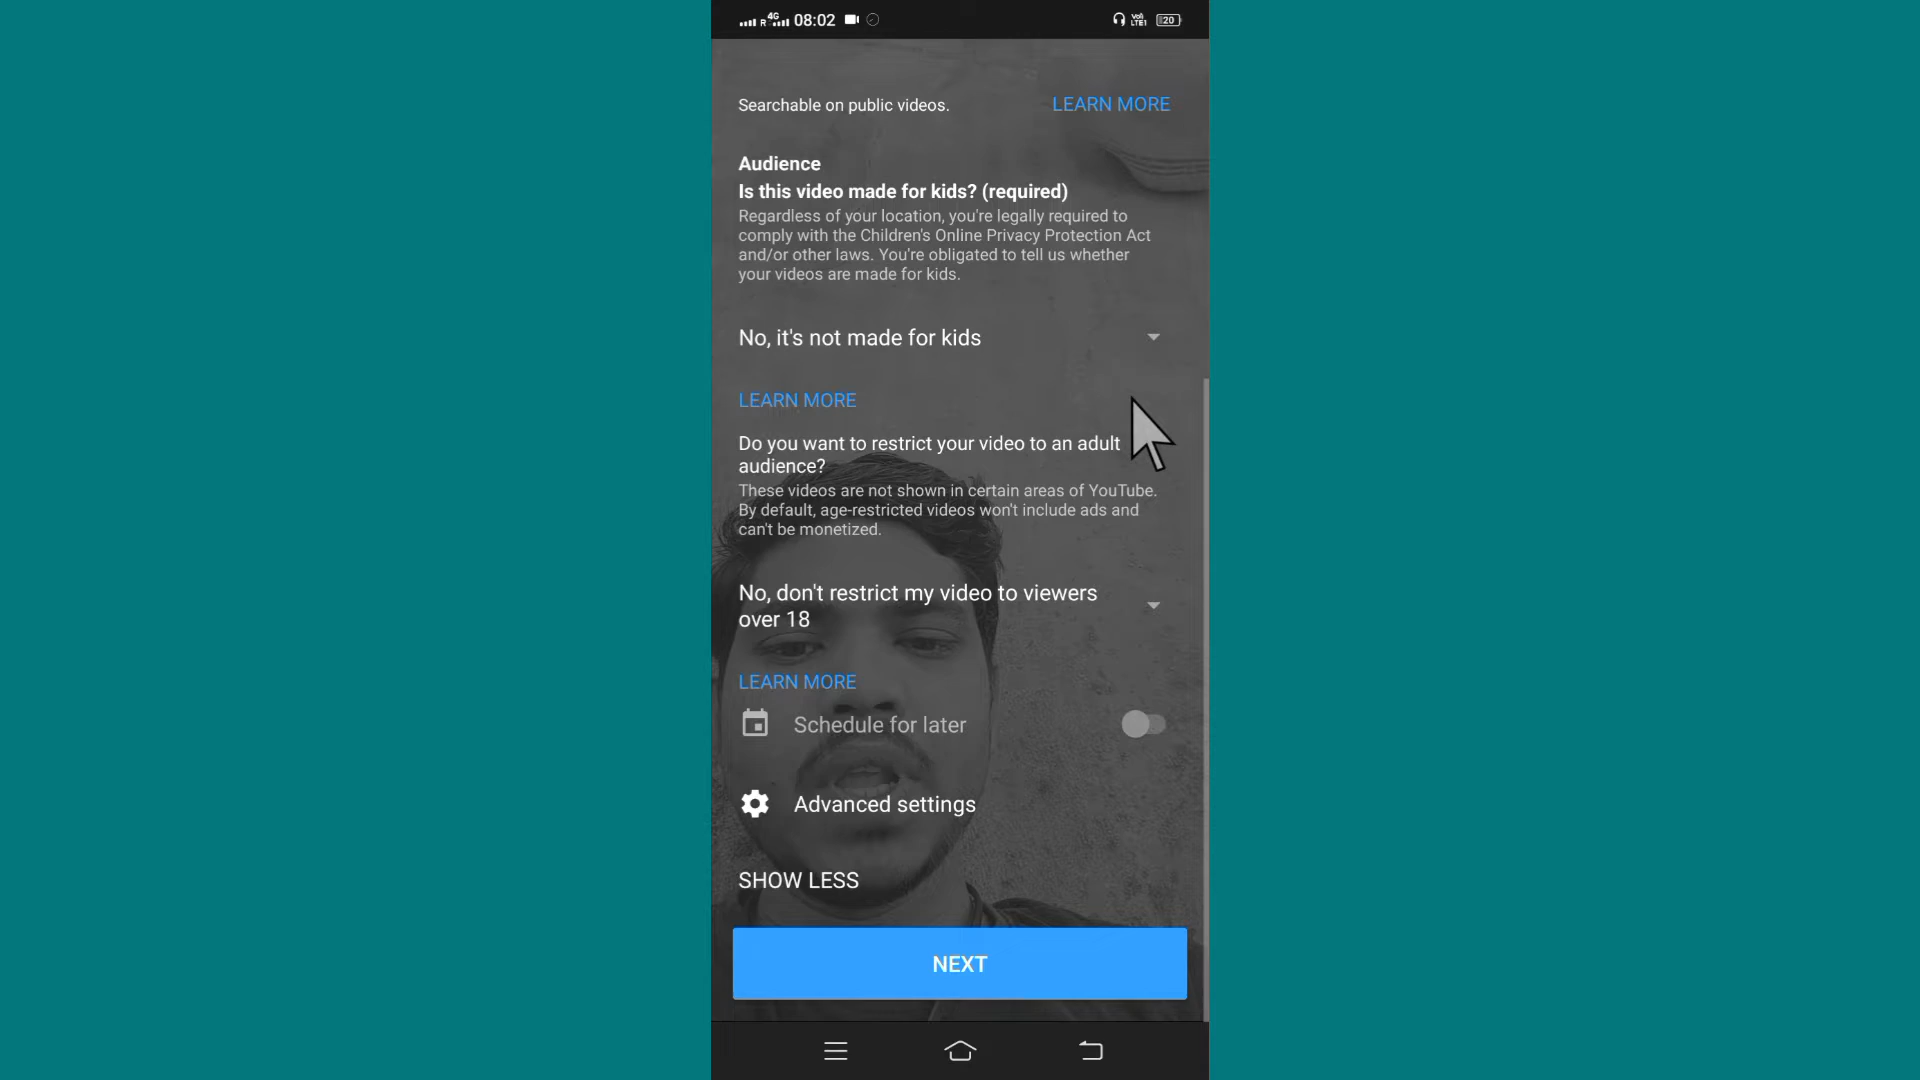 R 4G 08:02 Vo) LTE1 20
Searchable on public videos. LEARN MORE
Audience
Is this video made for kids? (required)
Regardless of your location, you're legally required to
comply with the Children's Online Privacy Protection Act
and/or other laws. You're obligated to tell us whether
your videos are made for kids.
No, it's not made for kids
LEARN MORE
Do you want to restrict your video to an adult
audience?
These videos are not shown in certain areas of YouTube.
By default, age-restricted videos won't include ads and
can't be monetized.
No, don't restrict my video to viewers
over 18
LEARN MORE
Schedule for later
Advanced settings
SHOW LESS
NEXT